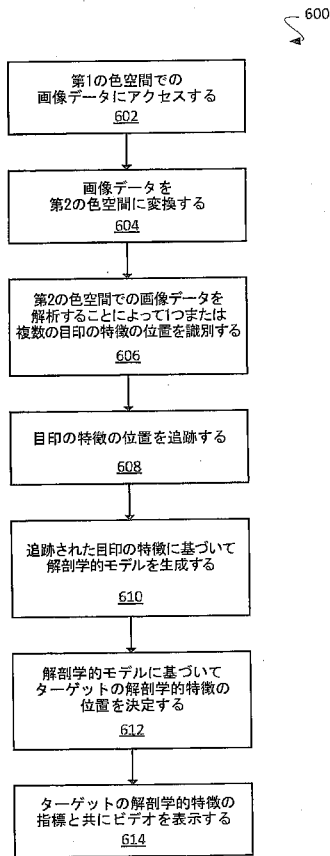 600
第1の色空間での
画像データにアクセスする
602
画像データを
第2の色空間に変換する
604
第2の色空間での画像データを
解析することによって1つまたは
複数の目印の特徴の位置を識別する
606
目印の特徴の位置を追跡する
608
追跡された目印の特徴に基づいて
解剖学的モデルを生成する
610
解剖学的モデルに基づいて
ターゲットの解剖学的特徴の
位置を決定する
612
ターゲットの解剖学的特徴の
指標と共にビデオを表示する
614